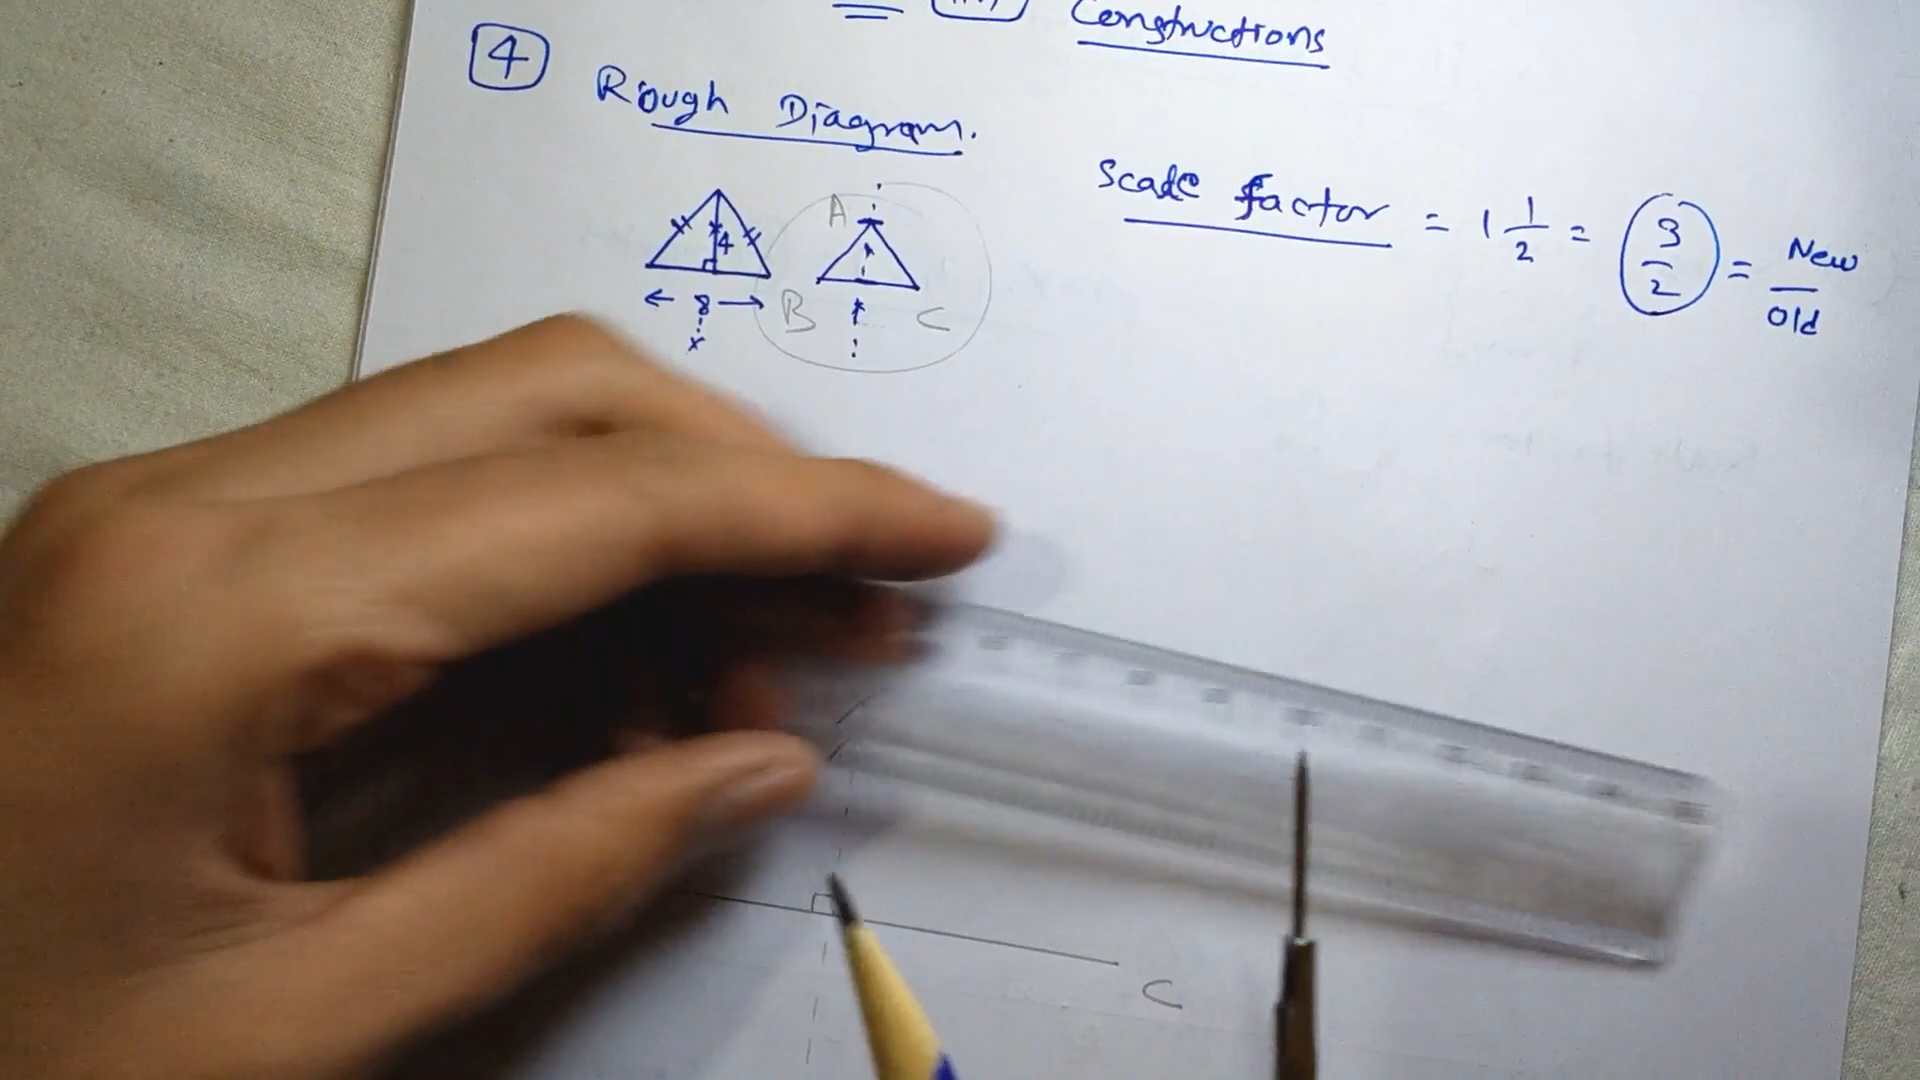 Constructions
4
Rough Diagram.
Scale factor = 1 1/2 = 3/2 = New/Old
4
8
x
A
B
C
C